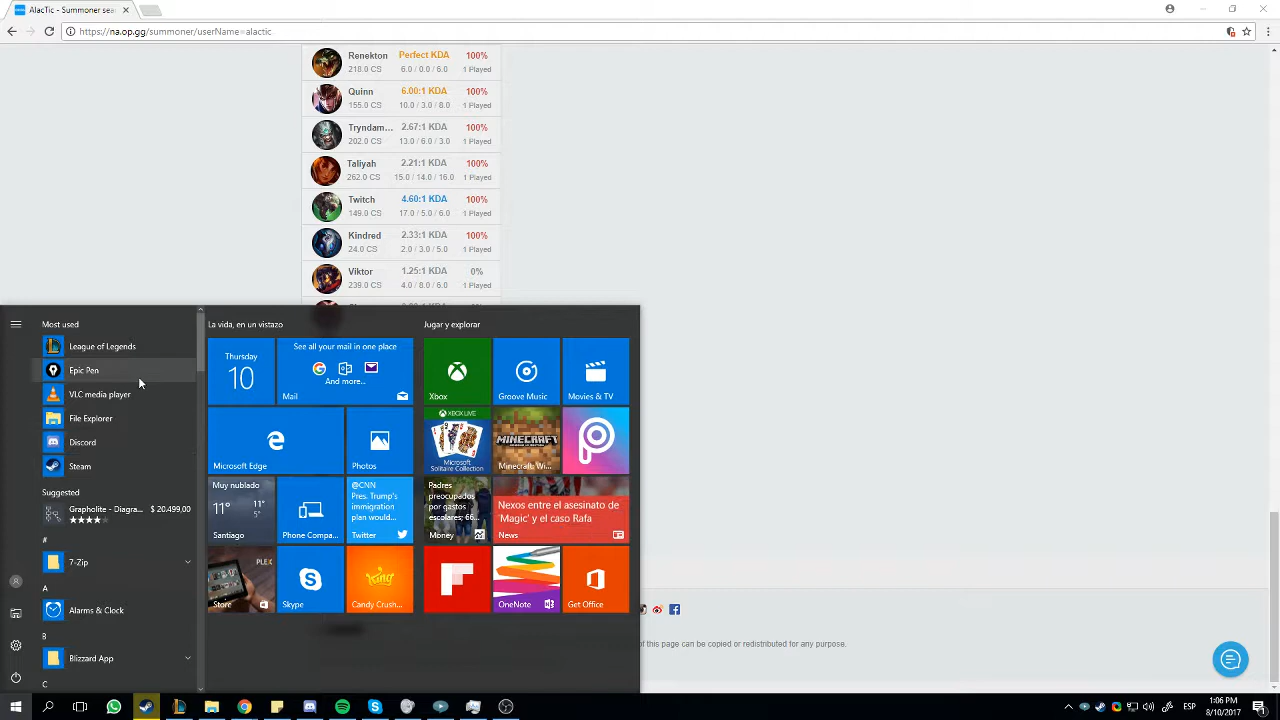 AlacTic - Summoner sea
https://na.op.gg/summoner/userName=alactic
Renekton Perfect KDA 100%
218.0 CS 6.0 / 0.0 / 6.0 1 Played
Quinn 6.00:1 KDA 100%
155.0 CS 10.0 / 3.0 / 8.0 1 Played
Tryndam... 2.67:1 KDA 100%
202.0 CS 13.0 / 6.0 / 3.0 1 Played
Taliyah 2.21:1 KDA 100%
262.0 CS 15.0 / 14.0 / 16.0 1 Played
Twitch 4.60:1 KDA 100%
149.0 CS 17.0 / 5.0 / 6.0 1 Played
Kindred 2.33:1 KDA 100%
24.0 CS 2.0 / 3.0 / 5.0 1 Played
Viktor 1.25:1 KDA 0%
239.0 CS 4.0 / 8.0 / 6.0 1 Played
Most used
League of Legends
Epic Pen
VLC media player
File Explorer
Discord
Steam
Suggested
Grapholite - Diagra... $ 20.499,00
#
7-Zip
A
Alarms & Clock
B
Blizzard App
C
La vida, en un vistazo
Thursday
10
See all your mail in one place
And more...
Mail
Microsoft Edge
Photos
Muy nublado
11° 11°
5°
Santiago
Phone Compa...
@CNN
Pres. Trump's
immigration
plan would...
Twitter
PLEX
Store
Skype
King
Candy Crush...
Jugar y explorar
Xbox
Groove Music
Movies & TV
XBOX LIVE
Microsoft
Solitaire Collection
MINECRAFT
Minecraft: Wi...
Padres
preocupados
por gastos
escolares; 66...
Money
Nexos entre el asesinato de
'Magic' y el caso Rafa
News
OneNote
Get Office
of this page can be copied or redistributed for any purpose.
ESP
1:06 PM
8/10/2017
1